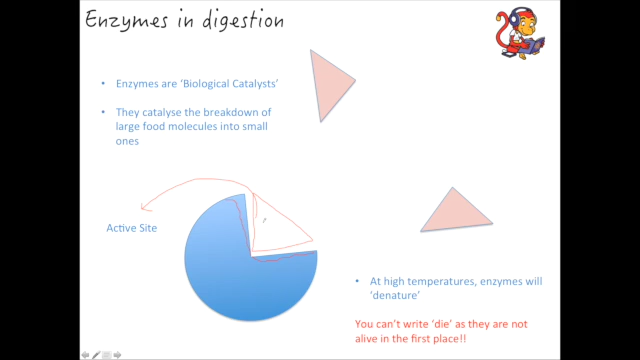 Enzymes in digestion
• Enzymes are 'Biological Catalysts'
• They catalyse the breakdown of
large food molecules into small
ones
Active Site
• At high temperatures, enzymes will
'denature'
You can't write 'die' as they are not
alive in the first place!!